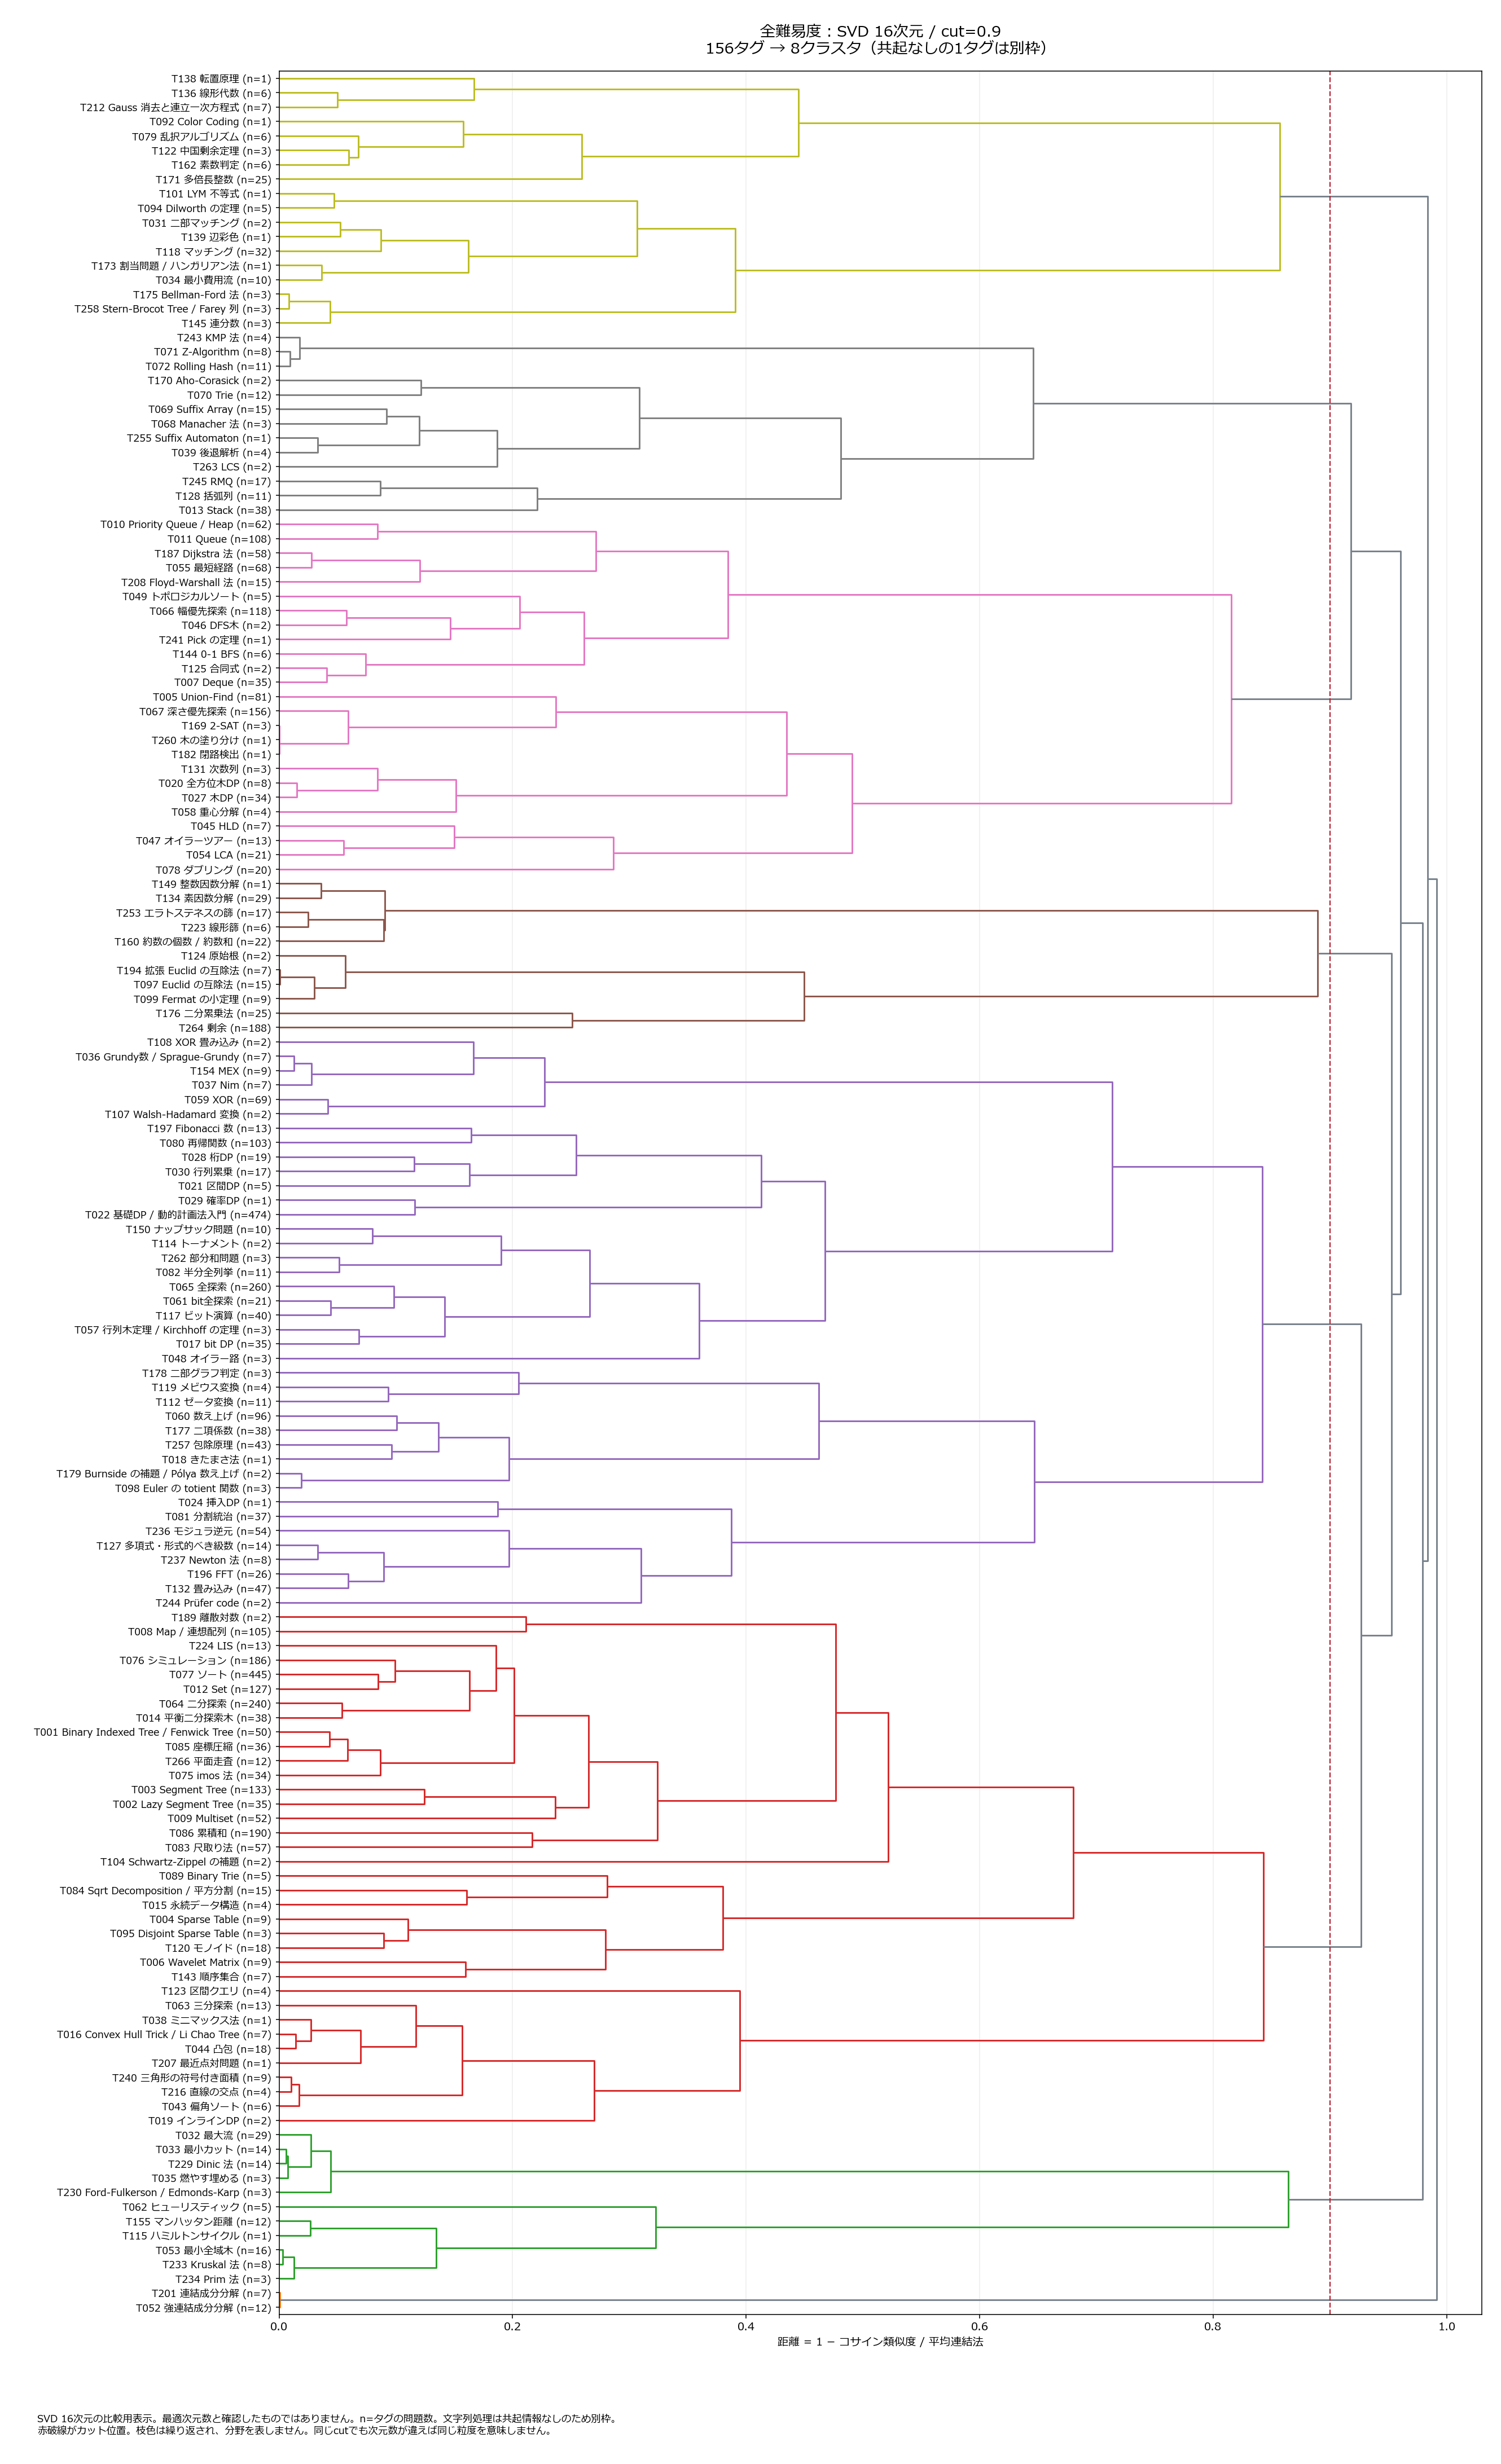 全難易度：SVD 16次元 / cut=0.9
156タグ → 8クラスタ（共起なしの1タグは別枠）
T138 転置原理 (n=1)
T136 線形代数 (n=6)
T212 Gauss 消去と連立一次方程式 (n=7)
T092 Color Coding (n=1)
T079 乱択アルゴリズム (n=6)
T122 中国剰余定理 (n=3)
T162 素数判定 (n=6)
T171 多倍長整数 (n=25)
T101 LYM 不等式 (n=1)
T094 Dilworth の定理 (n=5)
T031 二部マッチング (n=2)
T139 辺彩色 (n=1)
T118 マッチング (n=32)
T173 割当問題 / ハンガリアン法 (n=1)
T034 最小費用流 (n=10)
T175 Bellman-Ford 法 (n=3)
T258 Stern-Brocot Tree / Farey 列 (n=3)
T145 連分数 (n=3)
T243 KMP 法 (n=4)
T071 Z-Algorithm (n=8)
T072 Rolling Hash (n=11)
T170 Aho-Corasick (n=2)
T070 Trie (n=12)
T069 Suffix Array (n=15)
T068 Manacher 法 (n=3)
T255 Suffix Automaton (n=1)
T039 後退解析 (n=4)
T263 LCS (n=2)
T245 RMQ (n=17)
T128 括弧列 (n=11)
T013 Stack (n=38)
T010 Priority Queue / Heap (n=62)
T011 Queue (n=108)
T187 Dijkstra 法 (n=58)
T055 最短経路 (n=68)
T208 Floyd-Warshall 法 (n=15)
T049 トポロジカルソート (n=5)
T066 幅優先探索 (n=118)
T046 DFS木 (n=2)
T241 Pick の定理 (n=1)
T144 0-1 BFS (n=6)
T125 合同式 (n=2)
T007 Deque (n=35)
T005 Union-Find (n=81)
T067 深さ優先探索 (n=156)
T169 2-SAT (n=3)
T260 木の塗り分け (n=1)
T182 閉路検出 (n=1)
T131 次数列 (n=3)
T020 全方位木DP (n=8)
T027 木DP (n=34)
T058 重心分解 (n=4)
T045 HLD (n=7)
T047 オイラーツアー (n=13)
T054 LCA (n=21)
T078 ダブリング (n=20)
T149 整数因数分解 (n=1)
T134 素因数分解 (n=29)
T253 エラトステネスの篩 (n=17)
T223 線形篩 (n=6)
T160 約数の個数 / 約数和 (n=22)
T124 原始根 (n=2)
T194 拡張 Euclid の互除法 (n=7)
T097 Euclid の互除法 (n=15)
T099 Fermat の小定理 (n=9)
T176 二分累乗法 (n=25)
T264 剰余 (n=188)
T108 XOR 畳み込み (n=2)
T036 Grundy数 / Sprague-Grundy (n=7)
T154 MEX (n=9)
T037 Nim (n=7)
T059 XOR (n=69)
T107 Walsh-Hadamard 変換 (n=2)
T197 Fibonacci 数 (n=13)
T080 再帰関数 (n=103)
T028 桁DP (n=19)
T030 行列累乗 (n=17)
T021 区間DP (n=5)
T029 確率DP (n=1)
T022 基礎DP / 動的計画法入門 (n=474)
T150 ナップサック問題 (n=10)
T114 トーナメント (n=2)
T262 部分和問題 (n=3)
T082 半分全列挙 (n=11)
T065 全探索 (n=260)
T061 bit全探索 (n=21)
T117 ビット演算 (n=40)
T057 行列木定理 / Kirchhoff の定理 (n=3)
T017 bit DP (n=35)
T048 オイラー路 (n=3)
T178 二部グラフ判定 (n=3)
T119 メビウス変換 (n=4)
T112 ゼータ変換 (n=11)
T060 数え上げ (n=96)
T177 二項係数 (n=38)
T257 包除原理 (n=43)
T018 きたまさ法 (n=1)
T179 Burnside の補題 / Pólya 数え上げ (n=2)
T098 Euler の totient 関数 (n=3)
T024 挿入DP (n=1)
T081 分割統治 (n=37)
T236 モジュラ逆元 (n=54)
T127 多項式・形式的べき級数 (n=14)
T237 Newton 法 (n=8)
T196 FFT (n=26)
T132 畳み込み (n=47)
T244 Prüfer code (n=2)
T189 離散対数 (n=2)
T008 Map / 連想配列 (n=105)
T224 LIS (n=13)
T076 シミュレーション (n=186)
T077 ソート (n=445)
T012 Set (n=127)
T064 二分探索 (n=240)
T014 平衡二分探索木 (n=38)
T001 Binary Indexed Tree / Fenwick Tree (n=50)
T085 座標圧縮 (n=36)
T266 平面走査 (n=12)
T075 imos 法 (n=34)
T003 Segment Tree (n=133)
T002 Lazy Segment Tree (n=35)
T009 Multiset (n=52)
T086 累積和 (n=190)
T083 尺取り法 (n=57)
T104 Schwartz-Zippel の補題 (n=2)
T089 Binary Trie (n=5)
T084 Sqrt Decomposition / 平方分割 (n=15)
T015 永続データ構造 (n=4)
T004 Sparse Table (n=9)
T095 Disjoint Sparse Table (n=3)
T120 モノイド (n=18)
T006 Wavelet Matrix (n=9)
T143 順序集合 (n=7)
T123 区間クエリ (n=4)
T063 三分探索 (n=13)
T038 ミニマックス法 (n=1)
T016 Convex Hull Trick / Li Chao Tree (n=7)
T044 凸包 (n=18)
T207 最近点対問題 (n=1)
T240 三角形の符号付き面積 (n=9)
T216 直線の交点 (n=4)
T043 偏角ソート (n=6)
T019 インラインDP (n=2)
T032 最大流 (n=29)
T033 最小カット (n=14)
T229 Dinic 法 (n=14)
T035 燃やす埋める (n=3)
T230 Ford-Fulkerson / Edmonds-Karp (n=3)
T062 ヒューリスティック (n=5)
T155 マンハッタン距離 (n=12)
T115 ハミルトンサイクル (n=1)
T053 最小全域木 (n=16)
T233 Kruskal 法 (n=8)
T234 Prim 法 (n=3)
T201 連結成分分解 (n=7)
T052 強連結成分分解 (n=12)
0.0 0.2 0.4 0.6 0.8 1.0
距離 = 1 − コサイン類似度 / 平均連結法
SVD 16次元の比較用表示。最適次元数と確認したものではありません。n=タグの問題数。文字列処理は共起情報なしのため別枠。
赤破線がカット位置。枝色は繰り返され、分野を表しません。同じcutでも次元数が違えば同じ粒度を意味しません。